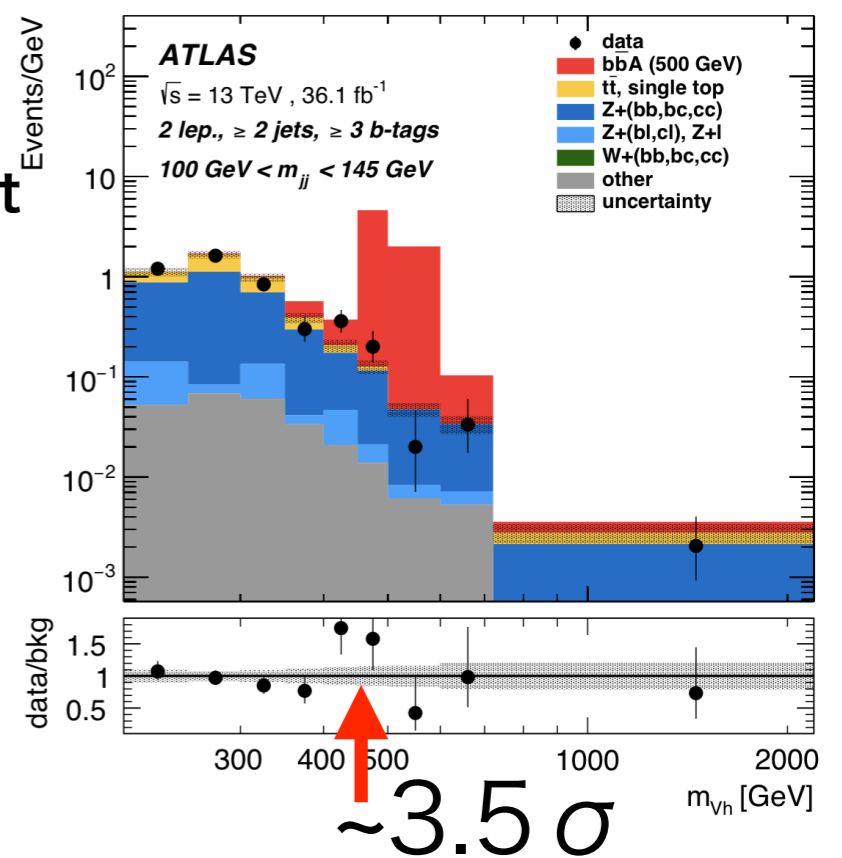 Events/GeV
t
ATLAS
√s = 13 TeV , 36.1 fb⁻¹
2 lep., ≥ 2 jets, ≥ 3 b-tags
100 GeV < m_jj < 145 GeV
data
bb̅A (500 GeV)
tt̅, single top
Z+(bb,bc,cc)
Z+(bl,cl), Z+l
W+(bb,bc,cc)
other
uncertainty
10²
10
1
10⁻¹
10⁻²
10⁻³
data/bkg
1.5
1
0.5
300 400 500 1000 2000
m_Vh [GeV]
~3.5 σ